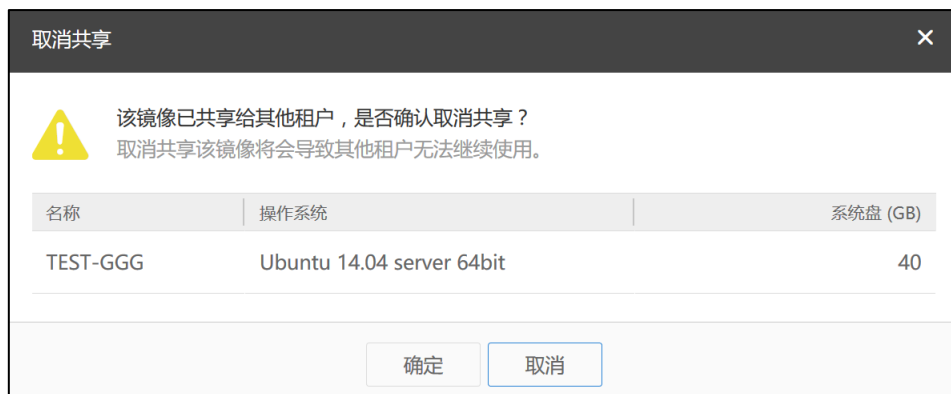 取消共享
该镜像已共享给其他租户，是否确认取消共享？
取消共享该镜像将会导致其他租户无法继续使用。
名称 操作系统 系统盘 (GB)
TEST-GGG Ubuntu 14.04 server 64bit 40
确定 取消